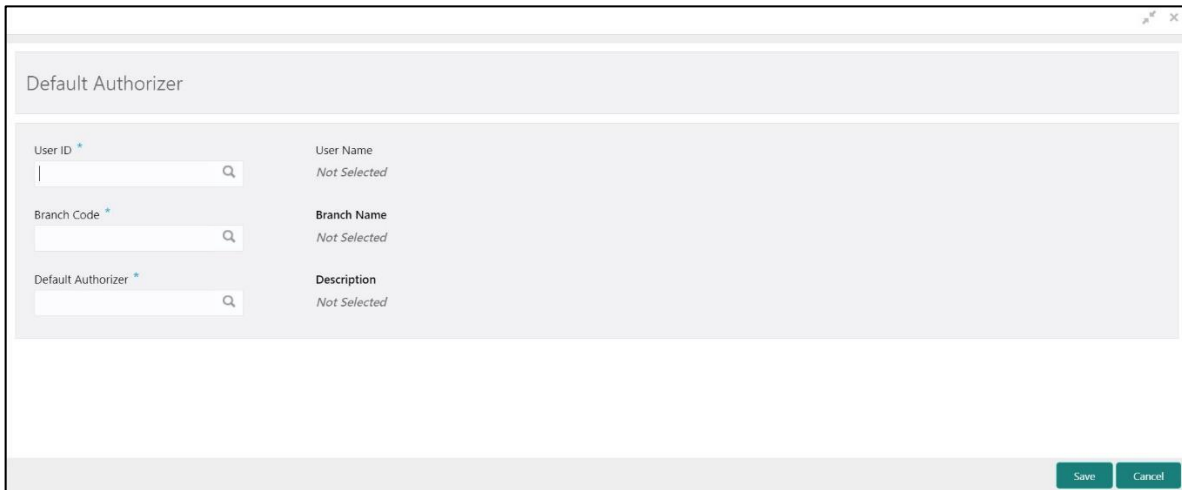 Default Authorizer
User ID * User Name
Not Selected
Branch Code * Branch Name
Not Selected
Default Authorizer * Description
Not Selected
Save Cancel